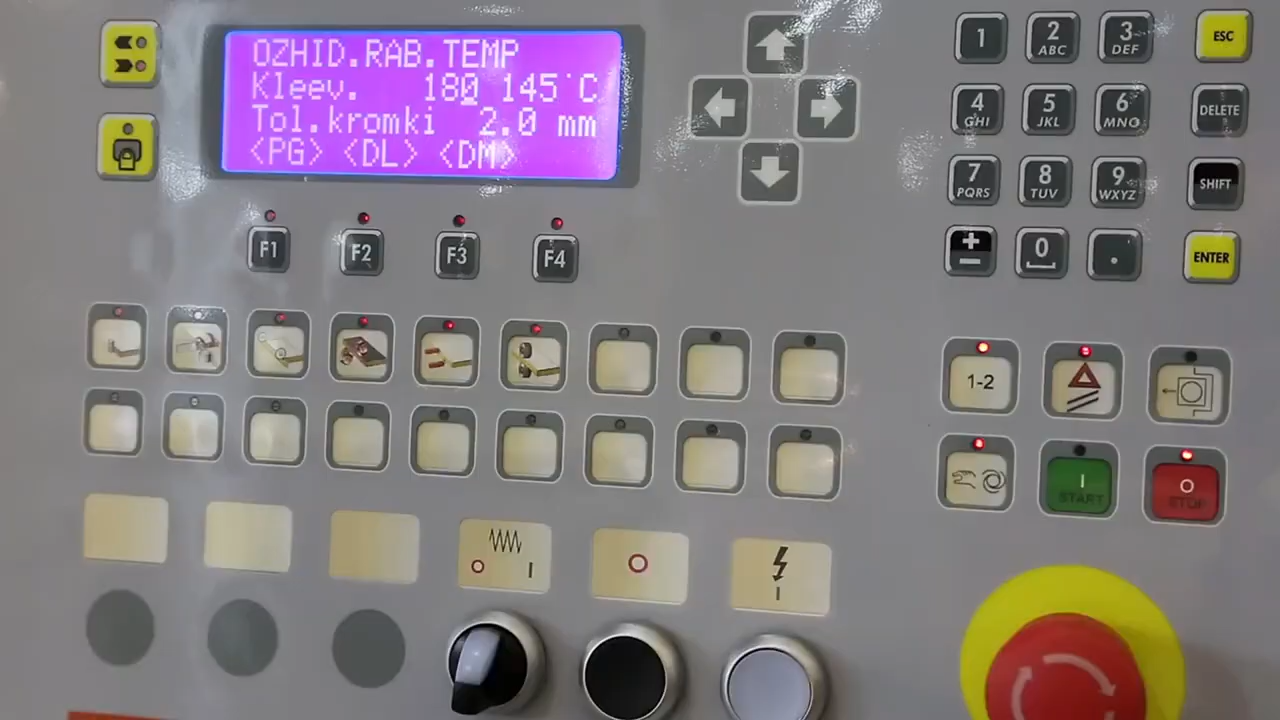 OZHID.RAB.TEMP
Kleev. 180 145°C
Tol.kromki 2.0 mm
<PG> <DL> <DM>
F1 F2 F3 F4
1 2 ABC 3 DEF ESC
4 GHI 5 JKL 6 MNO DELETE
7 PQRS 8 TUV 9 WXYZ SHIFT
+ - 0 . ENTER
1-2
I START O STOP
O I O I